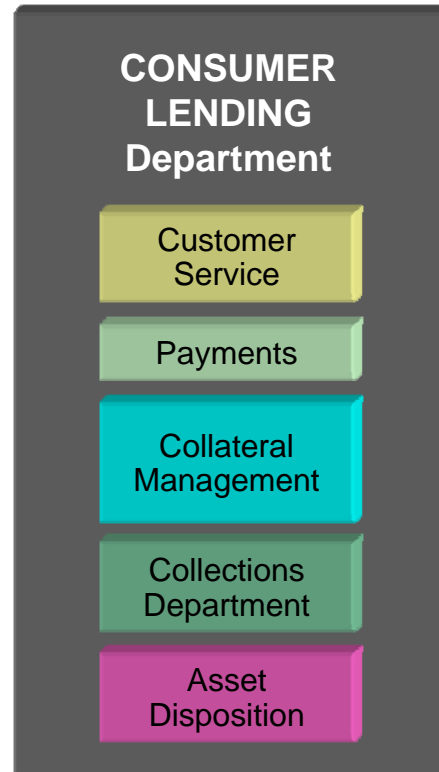 CONSUMER
LENDING
Department
Customer
Service
Payments
Collateral
Management
Collections
Department
Asset
Disposition